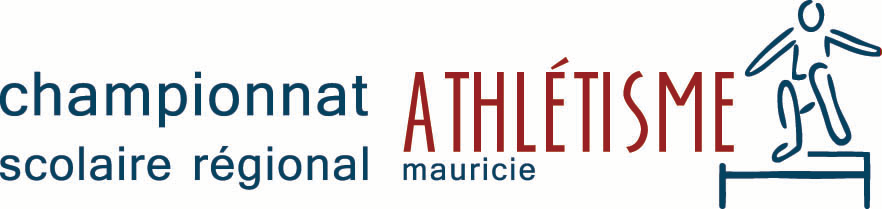 championnat
scolaire régional
ATHLÉTISME
mauricie